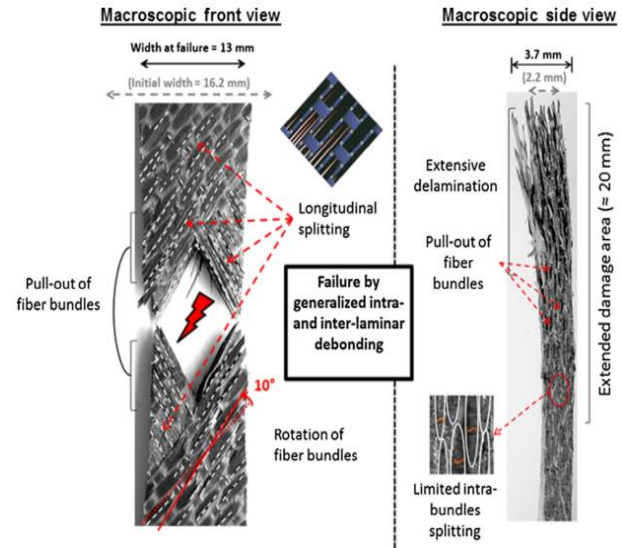 Macroscopic front view
Width at failure = 13 mm
(Initial width = 16.2 mm)
Longitudinal
splitting
Pull-out of
fiber bundles
Failure by
generalized intra-
and inter-laminar
debonding
10°
Rotation of
fiber bundles
Macroscopic side view
3.7 mm
(2.2 mm)
Extensive
delamination
Pull-out of
fiber
bundles
Extended damage area (≈ 20 mm)
Limited intra-
bundles
splitting